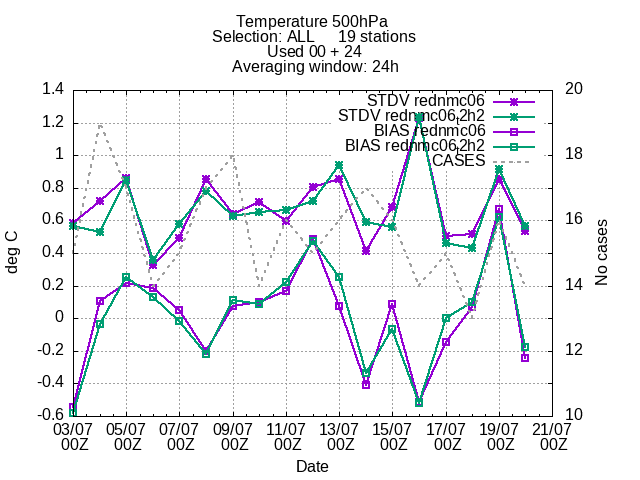 Temperature 500hPa
Selection: ALL 19 stations
Used 00 + 24
Averaging window: 24h
STDV rednmc06
STDV rednmc06t2h2
BIAS rednmc06
BIAS rednmc06t2h2
CASES
1.4
1.2
1
0.8
0.6
0.4
0.2
0
-0.2
-0.4
-0.6
20
18
16
14
12
10
deg C
No cases
03/07 05/07 07/07 09/07 11/07 13/07 15/07 17/07 19/07 21/07
00Z 00Z 00Z 00Z 00Z 00Z 00Z 00Z 00Z 00Z
Date